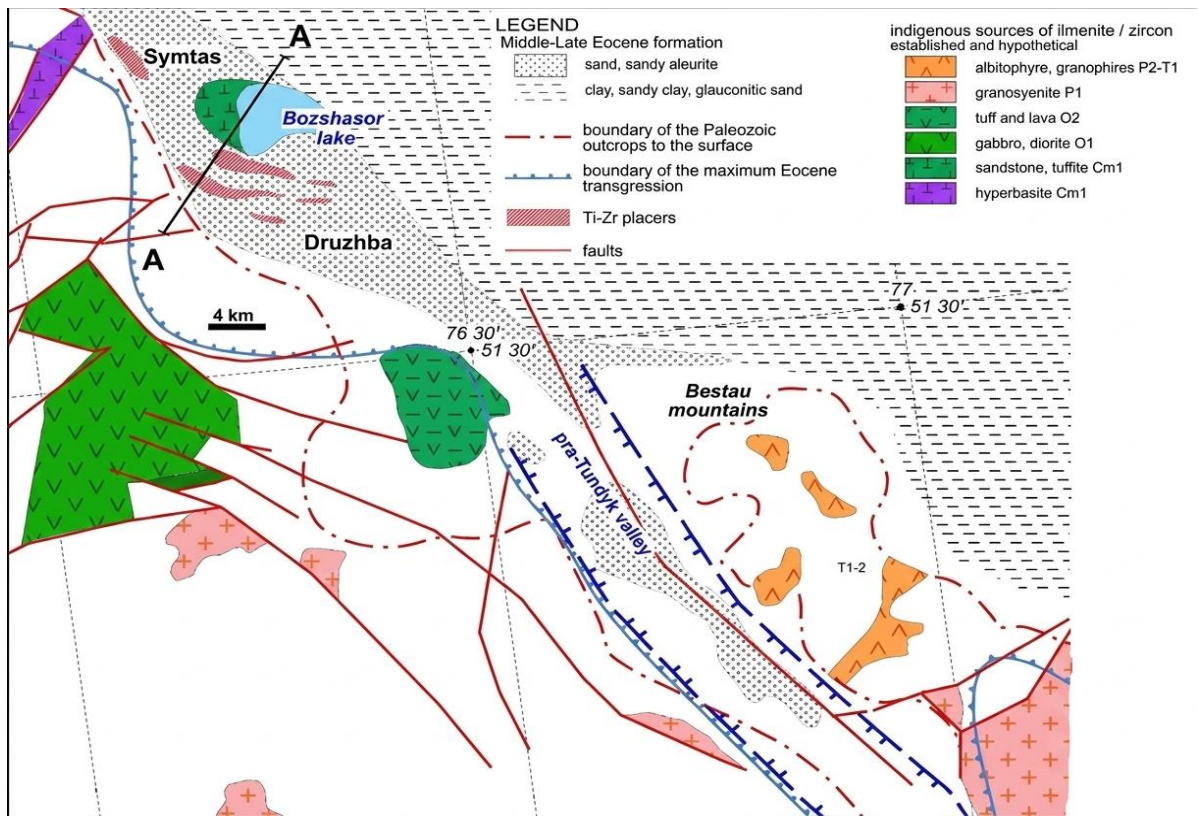 LEGEND
Middle-Late Eocene formation
sand, sandy aleurite
clay, sandy clay, glauconitic sand
boundary of the Paleozoic
outcrops to the surface
boundary of the maximum Eocene
transgression
Ti-Zr placers
faults
indigenous sources of ilmenite / zircon
established and hypothetical
albitophyre, granophires P2-T1
granosyenite P1
tuff and lava O2
gabbro, diorite O1
sandstone, tuffite Cm1
hyperbasite Cm1
A
Symtas
Bozshasor
lake
Druzhba
A
4 km
76 30'
51 30'
77
51 30'
Bestau
mountains
pra-Tundyk valley
T1-2